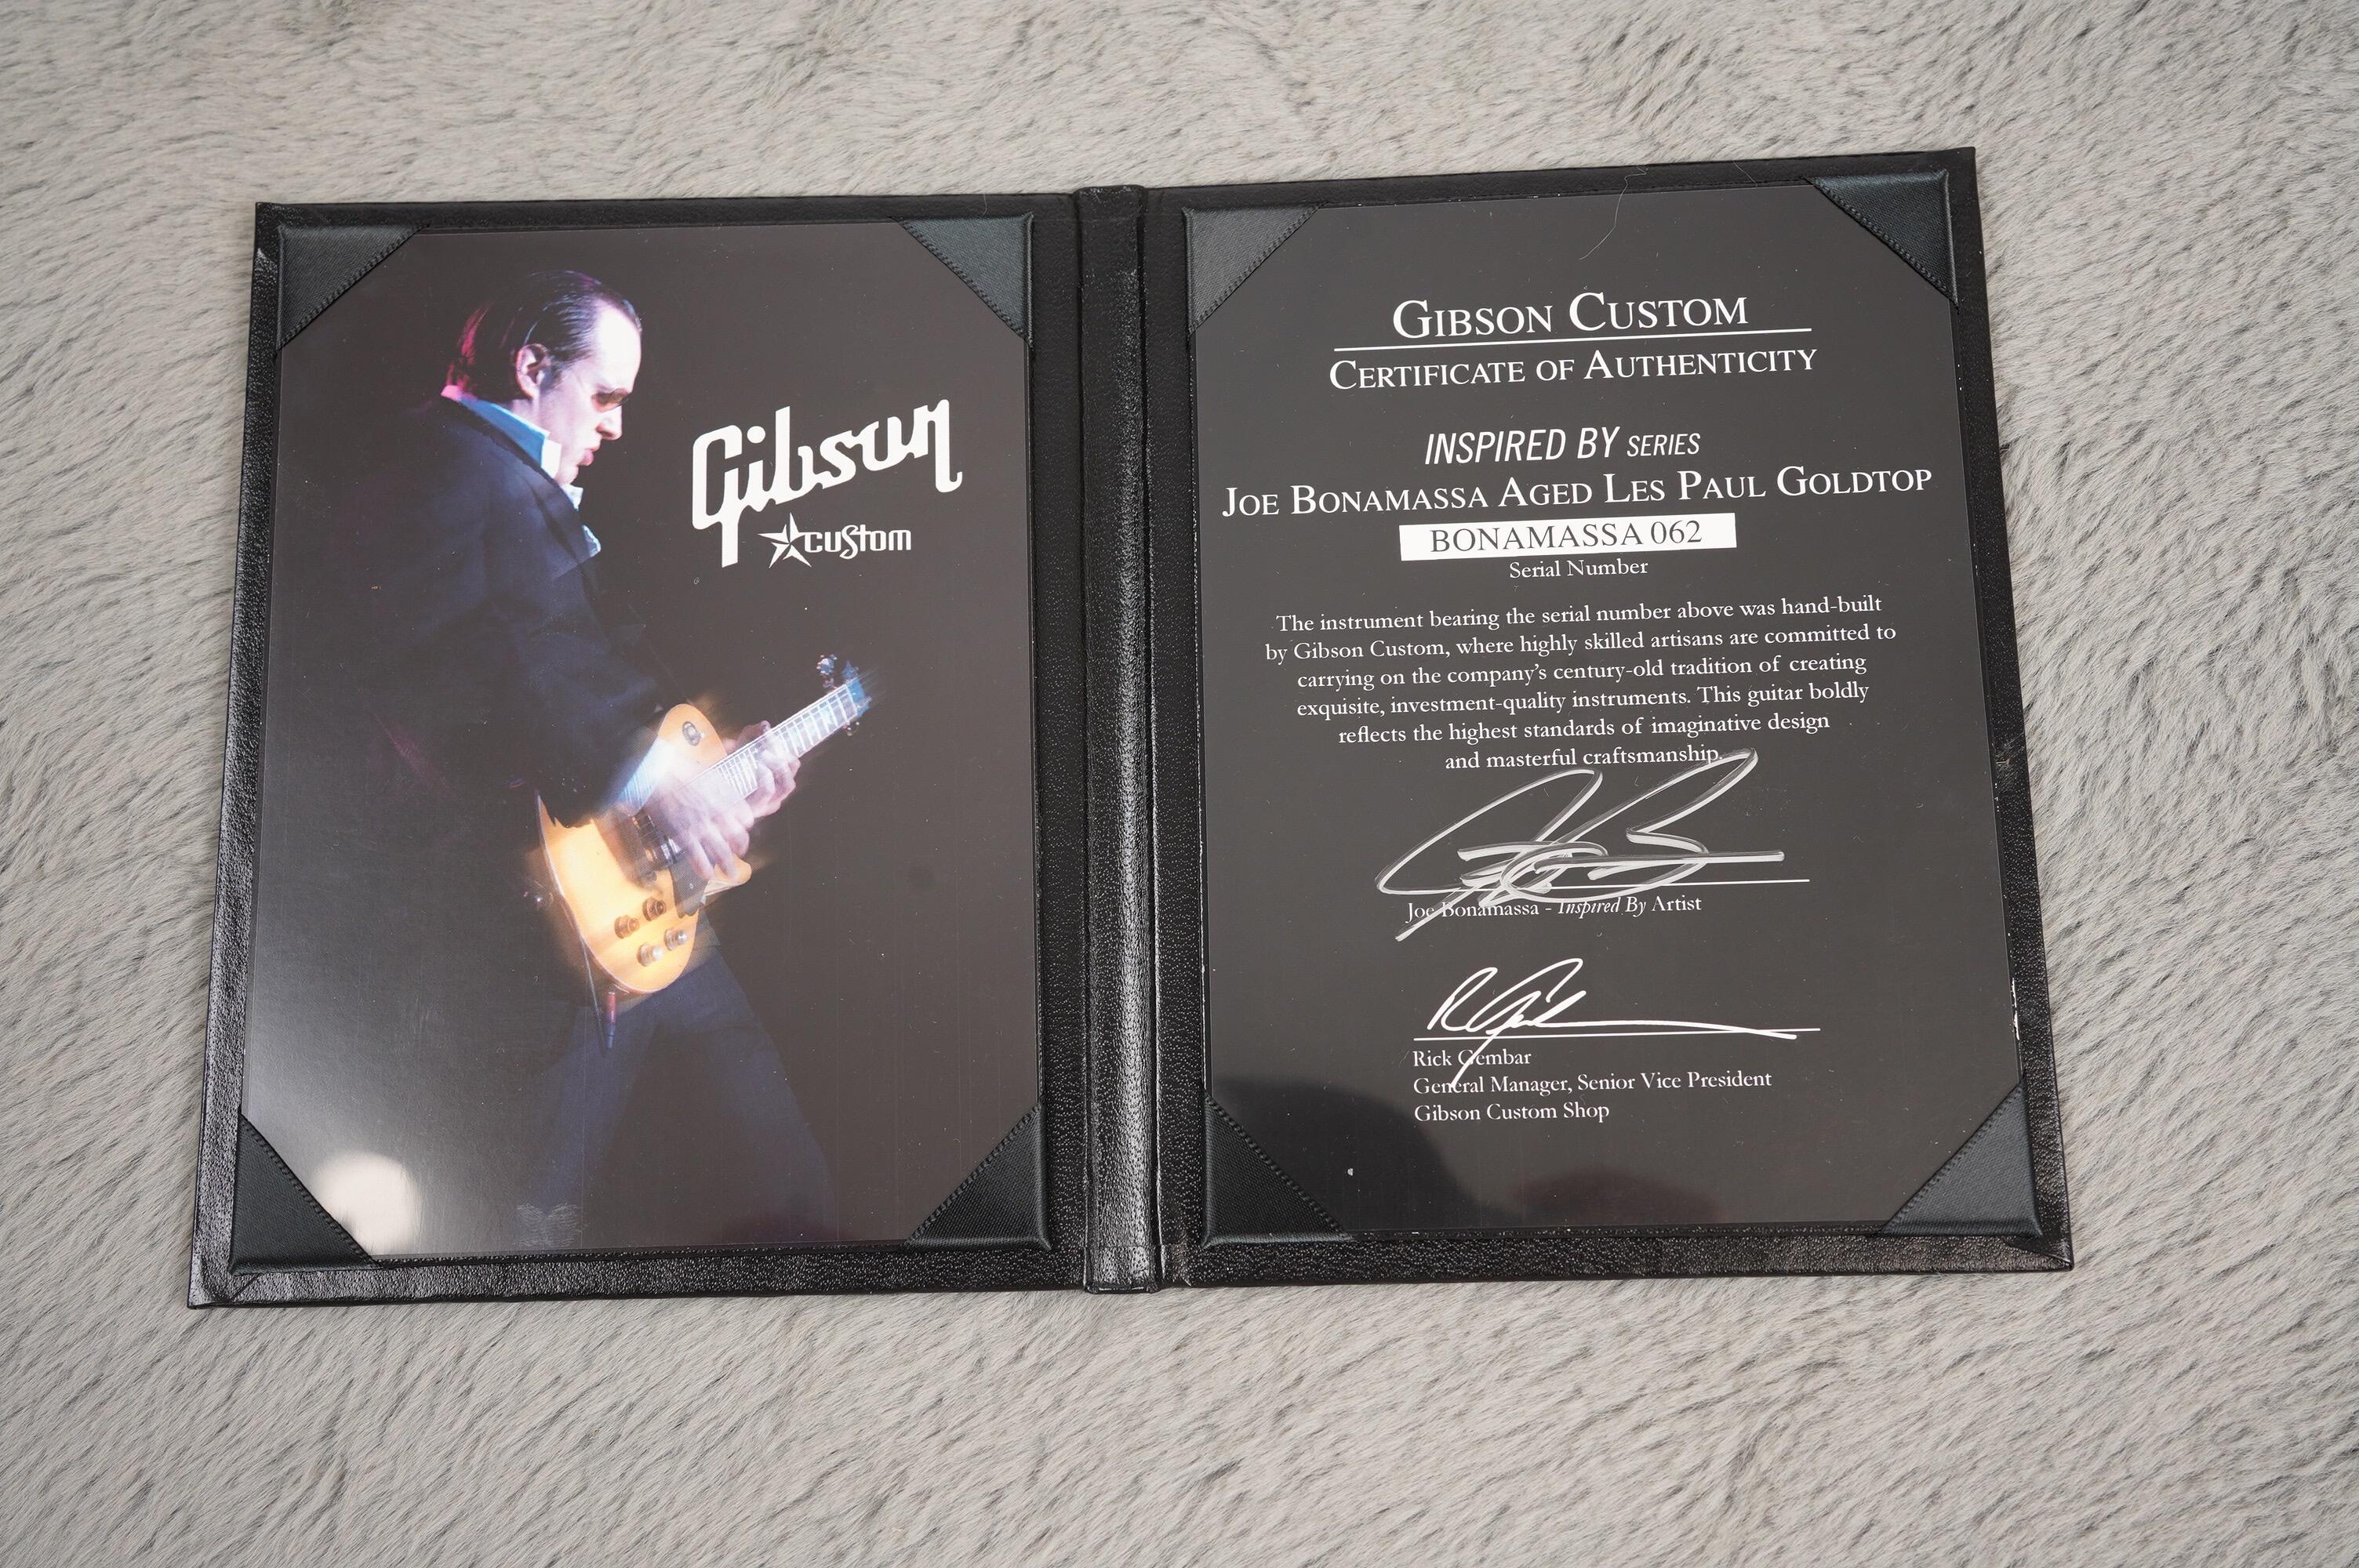 Gibson
custom
GIBSON CUSTOM
CERTIFICATE OF AUTHENTICITY
INSPIRED BY SERIES
JOE BONAMASSA AGED LES PAUL GOLDTOP
BONAMASSA 062
Serial Number
The instrument bearing the serial number above was hand-built
by Gibson Custom, where highly skilled artisans are committed to
carrying on the company's century-old tradition of creating
exquisite, investment-quality instruments. This guitar boldly
reflects the highest standards of imaginative design
and masterful craftsmanship.
Joe Bonamassa - Inspired By Artist
Rick Gembar
General Manager, Senior Vice President
Gibson Custom Shop